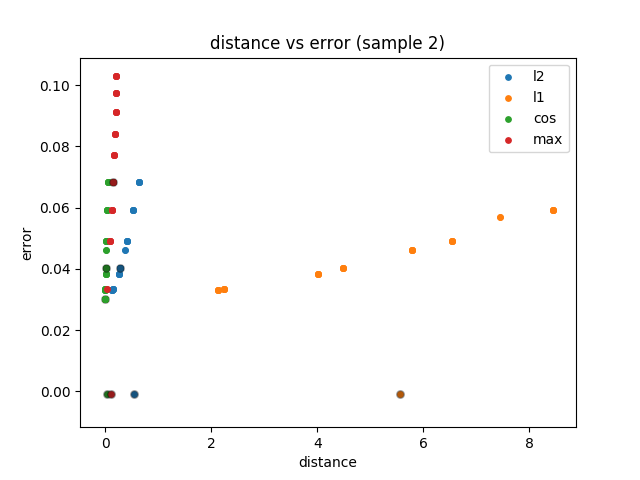 distance vs error (sample 2)
l2
l1
cos
max
0.10
0.08
0.06
0.04
0.02
0.00
error
0
2
4
6
8
distance